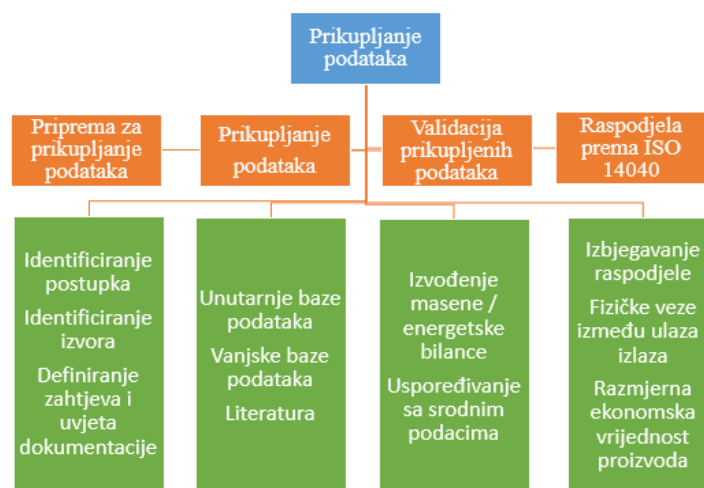 Prikupljanje
podataka
Priprema za
prikupljanje
podataka
Prikupljanje
podataka
Validacija
prikupljenih
podataka
Raspodjela
prema ISO
14040
Identificiranje
postupka
Identificiranje
izvora
Definiranje
zahtjeva i
uvjeta
dokumentacije
Unutarnje baze
podataka
Vanjske baze
podataka
Literatura
Izvođenje
masene /
energetske
bilance
Uspoređivanje
sa srodnim
podacima
Izbjegavanje
raspodjele
Fizičke veze
između ulaza
izlaza
Razmjerna
ekonomska
vrijednost
proizvoda